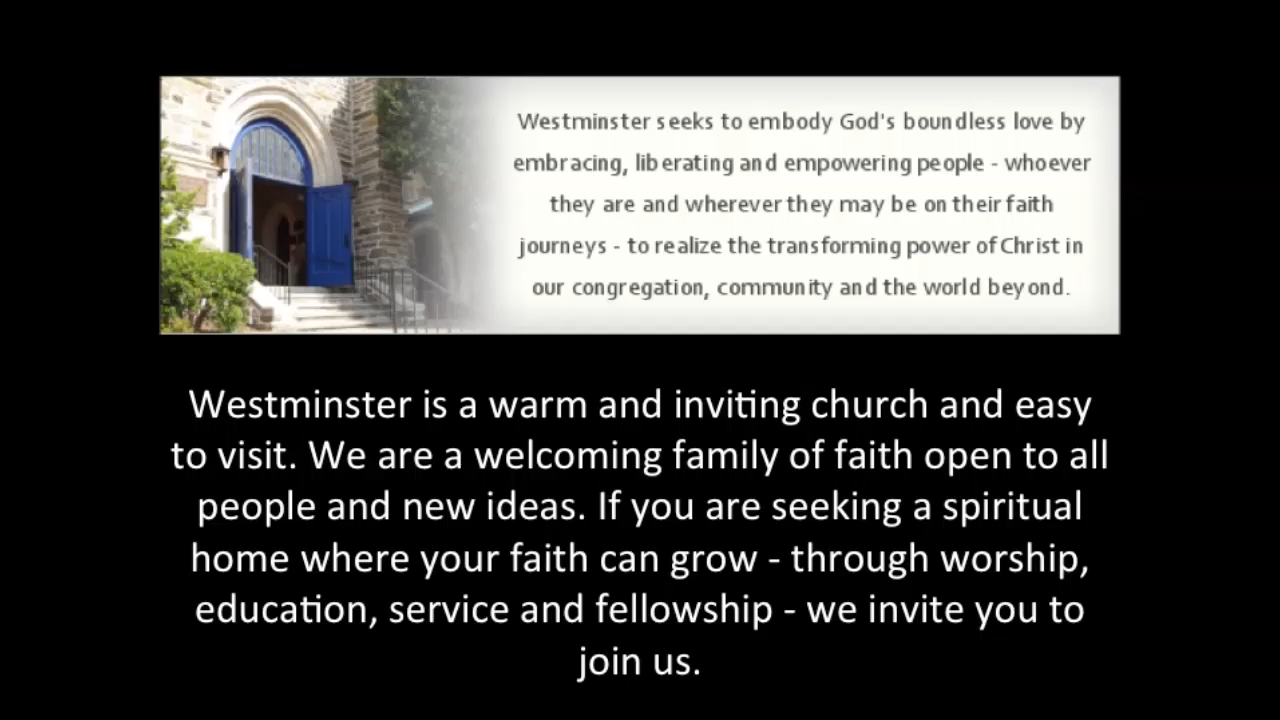 Westminster seeks to embody God's boundless love by
embracing, liberating and empowering people - whoever
they are and wherever they may be on their faith
journeys - to realize the transforming power of Christ in
our congregation, community and the world beyond.
Westminster is a warm and inviting church and easy
to visit. We are a welcoming family of faith open to all
people and new ideas. If you are seeking a spiritual
home where your faith can grow - through worship,
education, service and fellowship - we invite you to
join us.